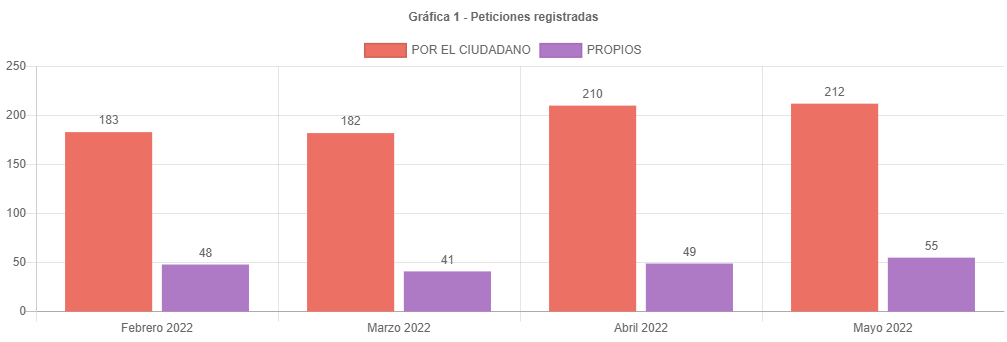 Gráfica 1 - Peticiones registradas
POR EL CIUDADANO PROPIOS
250
200
150
100
50
0
183 48 182 41 210 49 212 55
Febrero 2022 Marzo 2022 Abril 2022 Mayo 2022